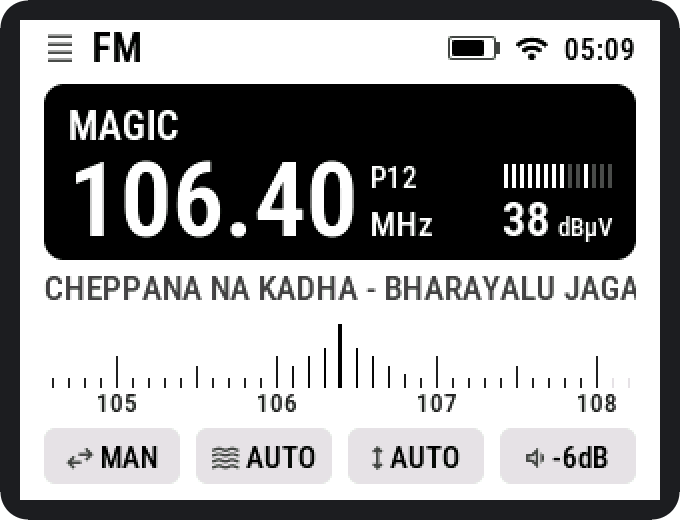 FM 05:09
MAGIC
106.40 P12 MHz 38 dBµV
CHEPPANA NA KADHA - BHARAYALU JAGA
105 106 107 108
MAN AUTO AUTO -6dB